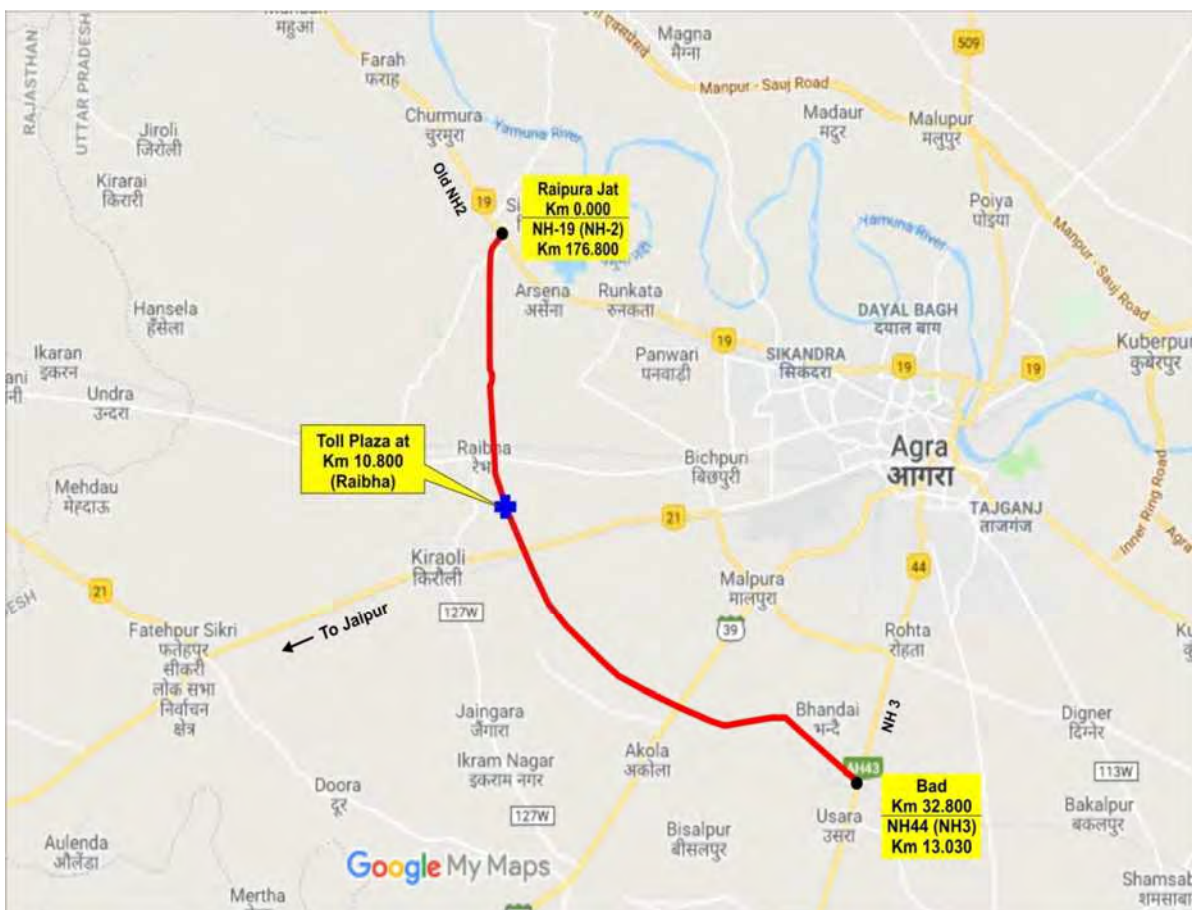 महुआं
Magna
मैग्ना
Farah
फराह
509
Manpur - Sauj Road
RAJASTHAN
UTTAR PRADESH
Churmura
चुरमुरा
Yamuna River
Madaur
मदुर
Malupur
मलुपुर
Jiroli
जिरोली
Kirarai
किरारी
Old NH2
19
Raipura Jat
Km 0.000
NH-19 (NH-2)
Km 176.800
Poiya
पोइया
Yamuna River
Manpur - Sauj Road
Hansela
हँसेला
Arsena
अर्सेना
Runkata
रुनकता
DAYAL BAGH
दयाल बाग
Ikaran
इकरन
Panwari
पनवाड़ी
19
SIKANDRA
सिकंदरा
19
19
Kuberpur
कुबेरपुर
Undra
उन्दरा
Toll Plaza at
Km 10.800
(Raibha)
Raibha
Bichpuri
बिछपुरी
Agra
आगरा
Mehdau
मेहदाऊ
21
TAJGANJ
ताजगंज
Inner Ring Road
Agra
Kiraoli
किरौली
21
127W
Malpura
मालपुरा
44
To Jaipur
39
Fatehpur Sikri
फतेहपुर
सीकरी
लोक सभा
निर्वाचन
क्षेत्र
Rohta
रोहता
Jaingara
जैंगारा
Bhandai
भन्दै
NH 3
Digner
दिग्नेर
Akola
अकोला
Ikram Nagar
इकराम नगर
AH43
113W
Doora
दूर
127W
Usara
उसरा
Bad
Km 32.800
NH44 (NH3)
Km 13.030
Bakalpur
बकलपुर
Bisalpur
बीसलपुर
Aulenda
औलेंडा
Google My Maps
Mertha
Shamsab
शमसाबा